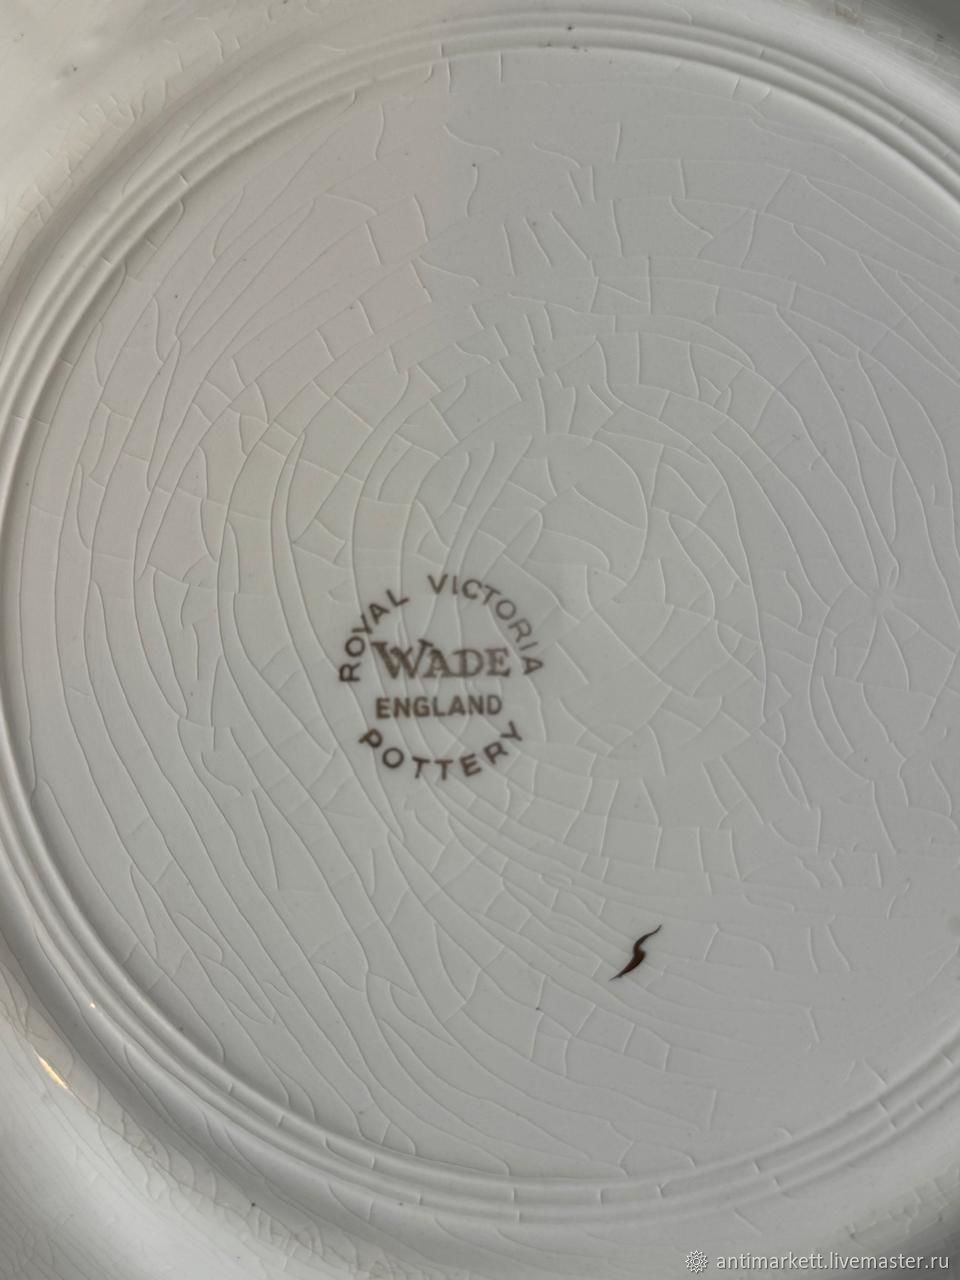 ROYAL VICTORIA
WADE
ENGLAND
POTTERY
antimarkett.livemaster.ru